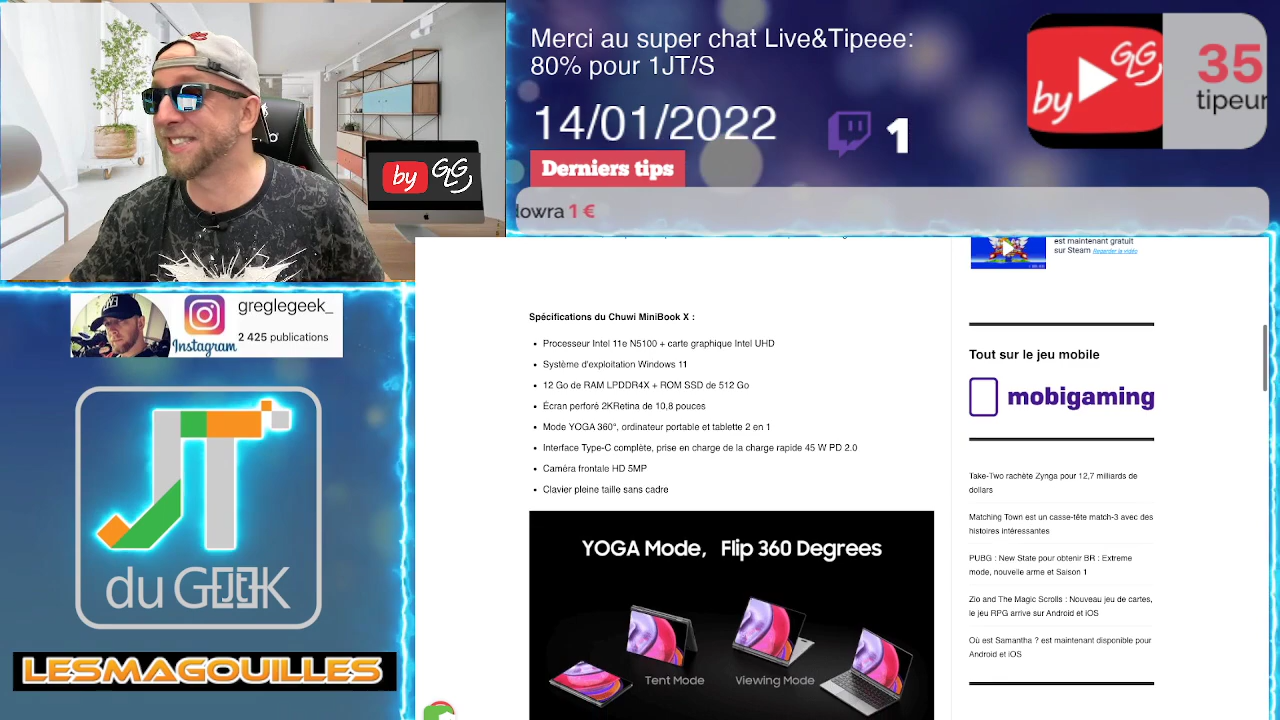 Merci au super chat Live&Tipeee:
80% pour 1JT/S
14/01/2022
1
by GLG
35
tipeur
Derniers tips
dowra 1 €
by GLG
greglegeek_
2 425 publications
Instagram
JT
du GEEK
LESMAGOUILLES
Spécifications du Chuwi MiniBook X :
• Processeur Intel 11e N5100 + carte graphique Intel UHD
• Système d'exploitation Windows 11
• 12 Go de RAM LPDDR4X + ROM SSD de 512 Go
• Écran perforé 2KRetina de 10,8 pouces
• Mode YOGA 360°, ordinateur portable et tablette 2 en 1
• Interface Type-C complète, prise en charge de la charge rapide 45 W PD 2.0
• Caméra frontale HD 5MP
• Clavier pleine taille sans cadre
YOGA Mode, Flip 360 Degrees
Tent Mode
Viewing Mode
est maintenant gratuit
sur Steam Regarder la vidéo
Tout sur le jeu mobile
mobigaming
Take-Two rachète Zynga pour 12,7 milliards de
dollars
Matching Town est un casse-tête match-3 avec des
histoires intéressantes
PUBG : New State pour obtenir BR : Extreme
mode, nouvelle arme et Saison 1
Zio and The Magic Scrolls : Nouveau jeu de cartes,
le jeu RPG arrive sur Android et iOS
Où est Samantha ? est maintenant disponible pour
Android et iOS